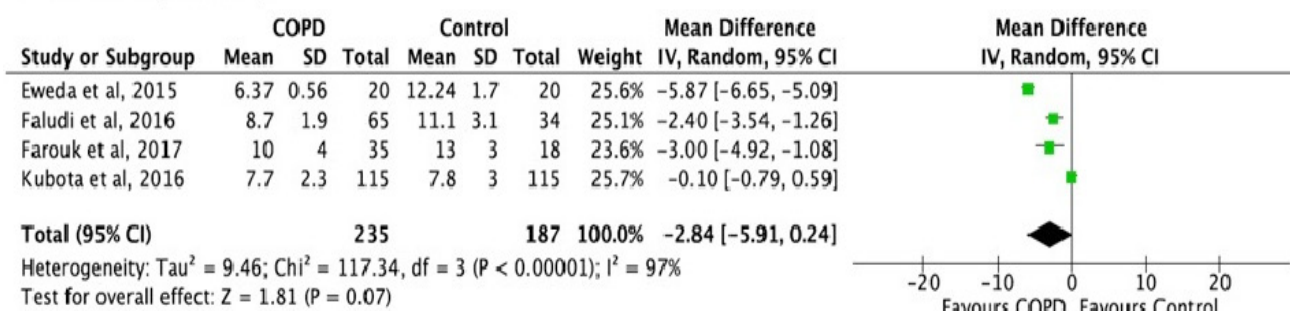 COPD Control Mean Difference Mean Difference
Study or Subgroup Mean SD Total Mean SD Total Weight IV, Random, 95% CI IV, Random, 95% CI
Eweda et al, 2015 6.37 0.56 20 12.24 1.7 20 25.6% -5.87 [-6.65, -5.09]
Faludi et al, 2016 8.7 1.9 65 11.1 3.1 34 25.1% -2.40 [-3.54, -1.26]
Farouk et al, 2017 10 4 35 13 3 18 23.6% -3.00 [-4.92, -1.08]
Kubota et al, 2016 7.7 2.3 115 7.8 3 115 25.7% -0.10 [-0.79, 0.59]
Total (95% CI) 235 187 100.0% -2.84 [-5.91, 0.24]
Heterogeneity: Tau² = 9.46; Chi² = 117.34, df = 3 (P < 0.00001); I² = 97%
Test for overall effect: Z = 1.81 (P = 0.07)
-20 -10 0 10 20
Favours COPD Favours Control